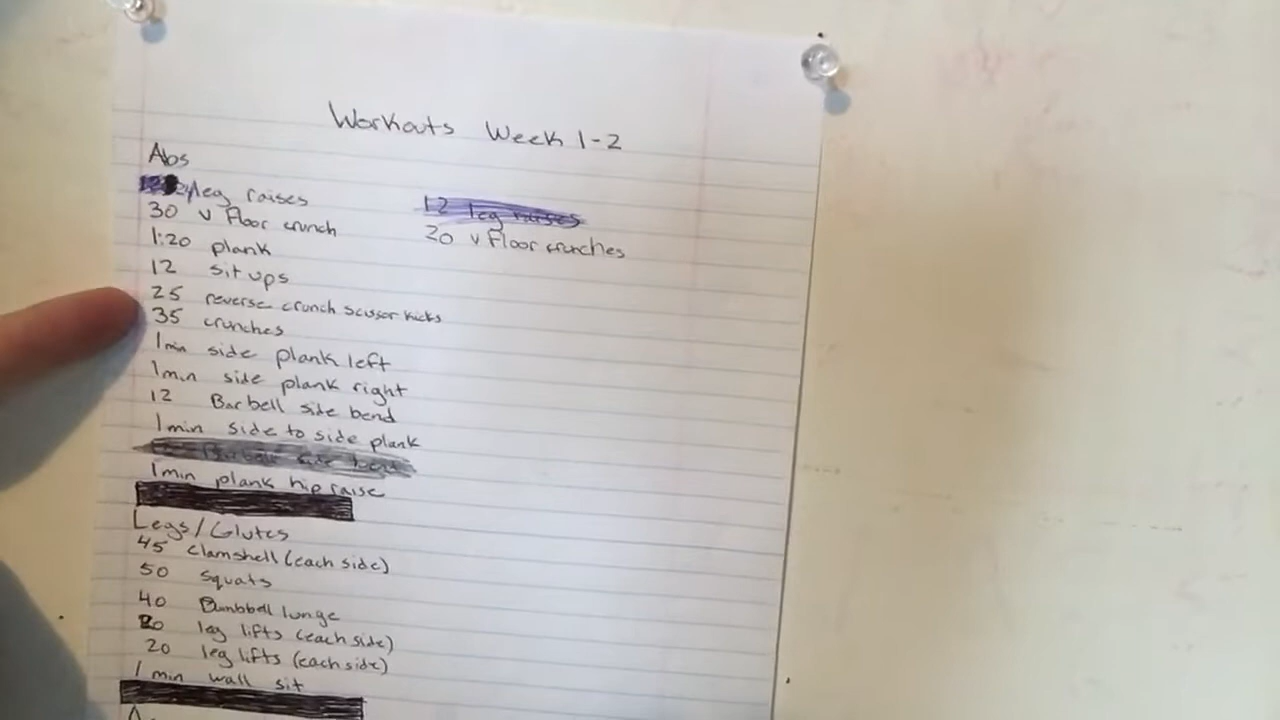 Workouts Week 1-2
Abs
leg raises
12 leg raises
30 v Floor crunch
20 v Floor crunches
1:20 plank
12 sit ups
25 reverse crunch scissor kicks
35 crunches
1min side plank left
1min side plank right
12 Barbell side bend
1min side to side plank
1min plank hip raise
Legs/Glutes
45 clamshell (each side)
50 squats
40 Dumbbell lunge
20 leg lifts (each side)
20 leg lifts (each side)
1 min wall sit